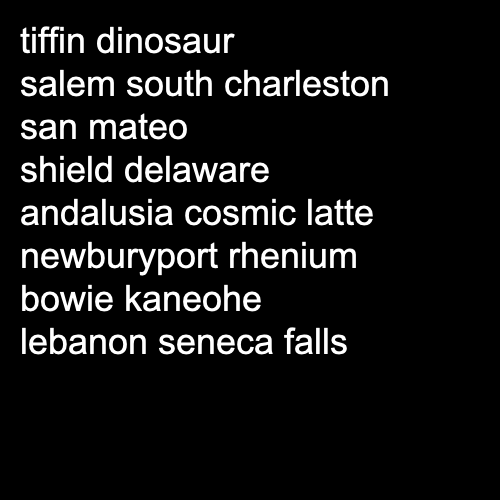 tiffin dinosaur
salem south charleston
san mateo
shield delaware
andalusia cosmic latte
newburyport rhenium
bowie kaneohe
lebanon seneca falls